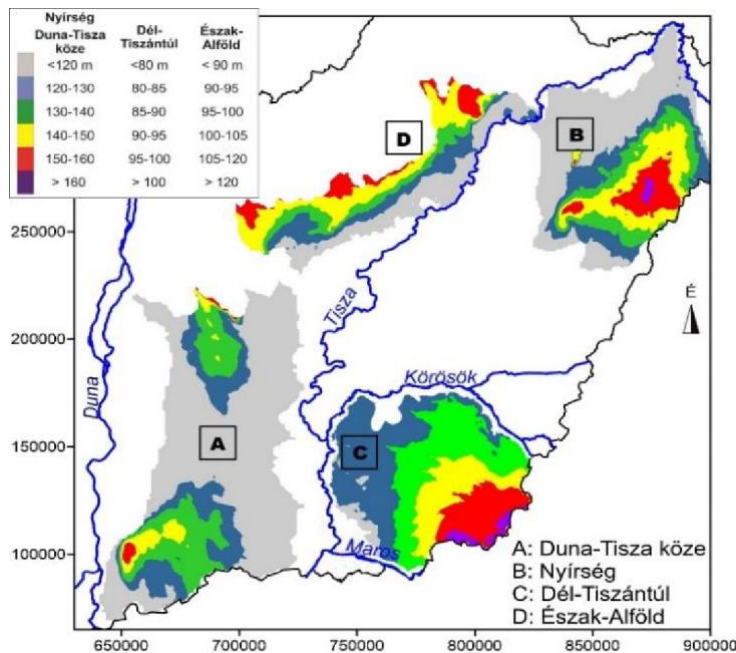 Nyírség
Duna-Tisza
köze
Dél-
Tiszántúl
Észak-
Alföld
<120 m <80 m < 90 m
120-130 80-85 90-95
130-140 85-90 95-100
140-150 90-95 100-105
150-160 95-100 105-120
> 160 > 100 > 120
D
B
250000
Tisza
É
200000
Duna
Körösök
A
C
150000
Maros
100000
A: Duna-Tisza köze
B: Nyírség
C: Dél-Tiszántúl
D: Észak-Alföld
650000 700000 750000 800000 850000 900000